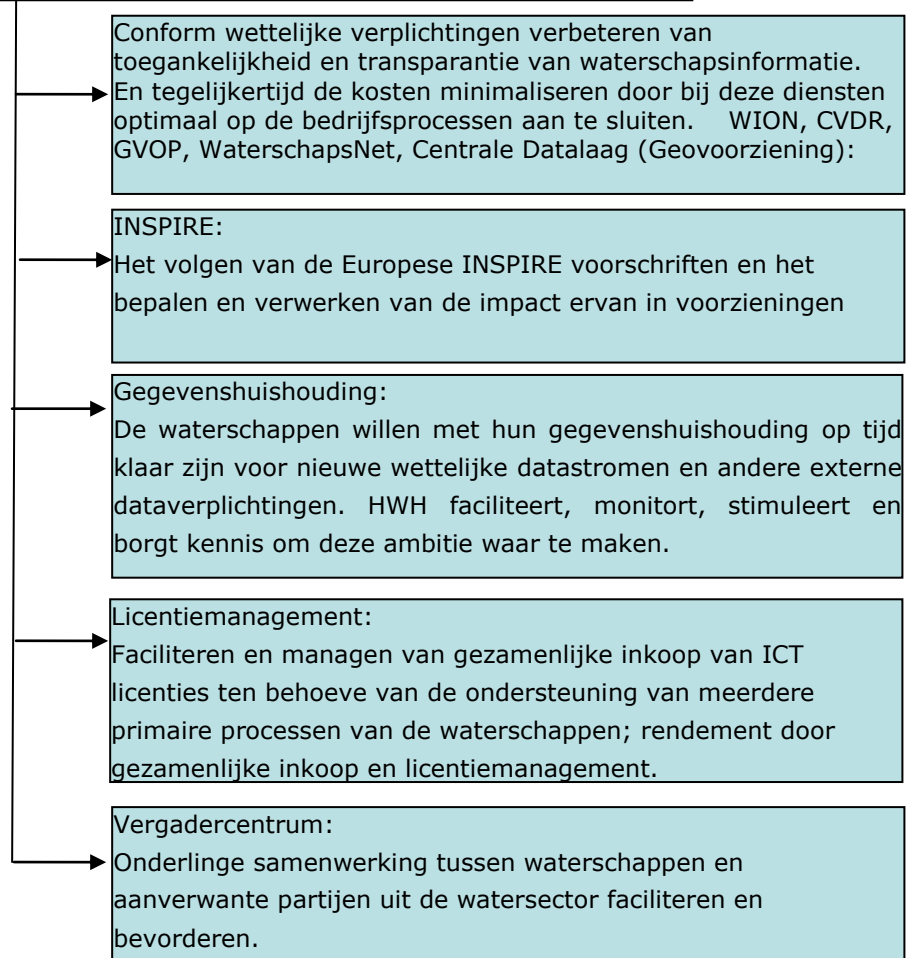 Conform wettelijke verplichtingen verbeteren van
toegankelijkheid en transparantie van waterschapsinformatie.
En tegelijkertijd de kosten minimaliseren door bij deze diensten
optimaal op de bedrijfsprocessen aan te sluiten. WION, CVDR,
GVOP, WaterschapsNet, Centrale Datalaag (Geovoorziening):
INSPIRE:
Het volgen van de Europese INSPIRE voorschriften en het
bepalen en verwerken van de impact ervan in voorzieningen
Gegevenshuishouding:
De waterschappen willen met hun gegevenshuishouding op tijd
klaar zijn voor nieuwe wettelijke datastromen en andere externe
dataverplichtingen. HWH faciliteert, monitort, stimuleert en
borgt kennis om deze ambitie waar te maken.
Licentiemanagement:
Faciliteren en managen van gezamenlijke inkoop van ICT
licenties ten behoeve van de ondersteuning van meerdere
primaire processen van de waterschappen; rendement door
gezamenlijke inkoop en licentiemanagement.
Vergadercentrum:
Onderlinge samenwerking tussen waterschappen en
aanverwante partijen uit de watersector faciliteren en
bevorderen.